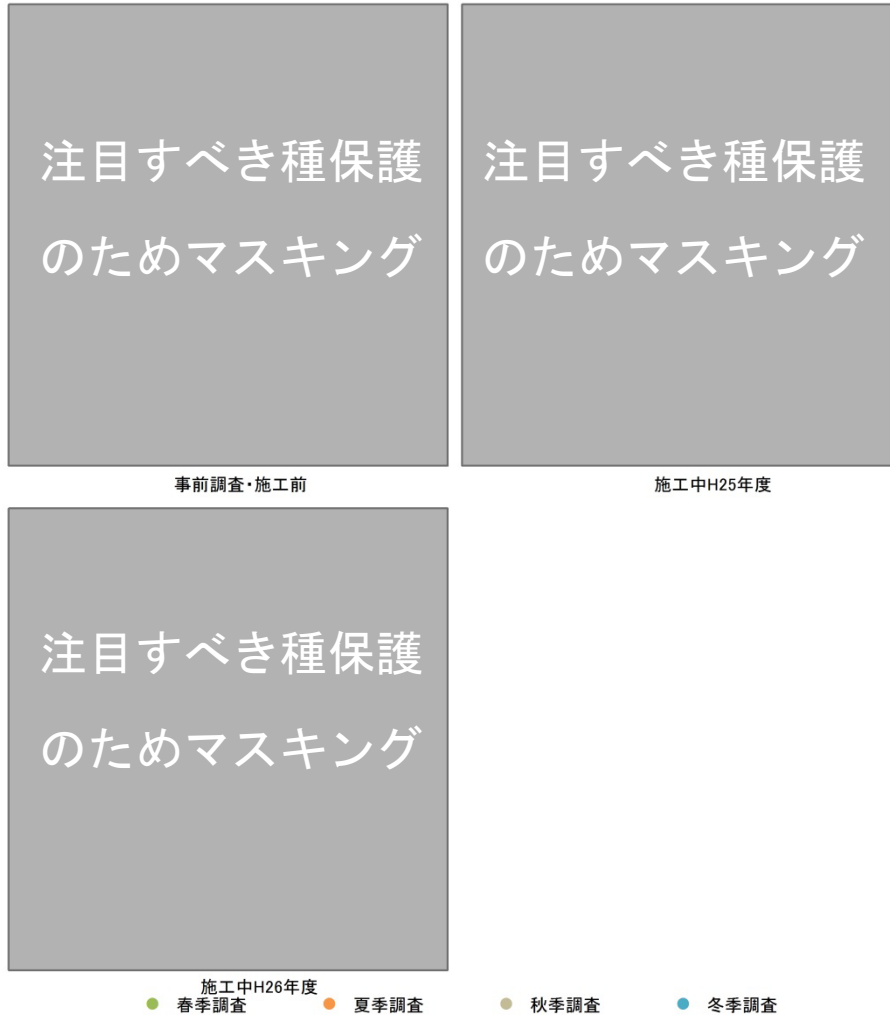 注目すべき種保護
のためマスキング
注目すべき種保護
のためマスキング
事前調査・施工前
施工中H25年度
注目すべき種保護
のためマスキング
施工中H26年度
春季調査
夏季調査
秋季調査
冬季調査